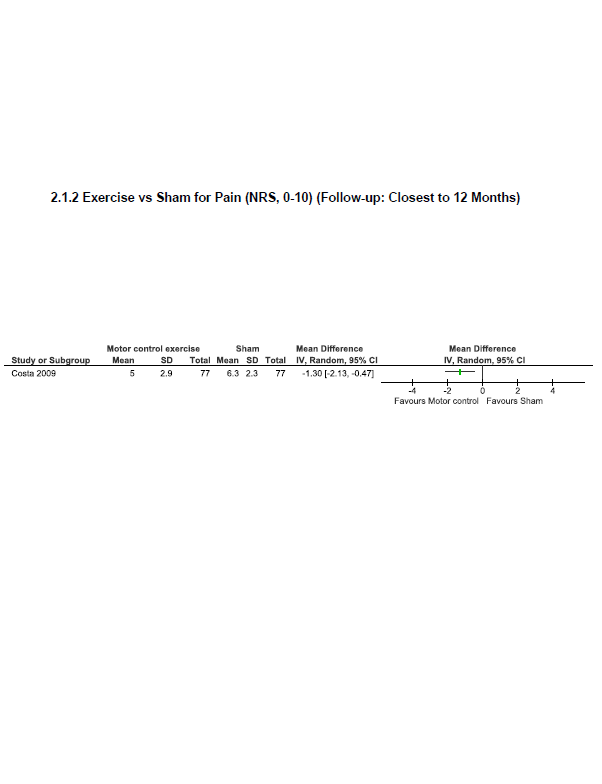 2.1.2 Exercise vs Sham for Pain (NRS, 0-10) (Follow-up: Closest to 12 Months)
Motor control exercise Sham Mean Difference Mean Difference
Study or Subgroup Mean SD Total Mean SD Total IV, Random, 95% CI IV, Random, 95% CI
Costa 2009 5 2.9 77 6.3 2.3 77 -1.30 [-2.13, -0.47]
-4 -2 0 2 4
Favours Motor control Favours Sham